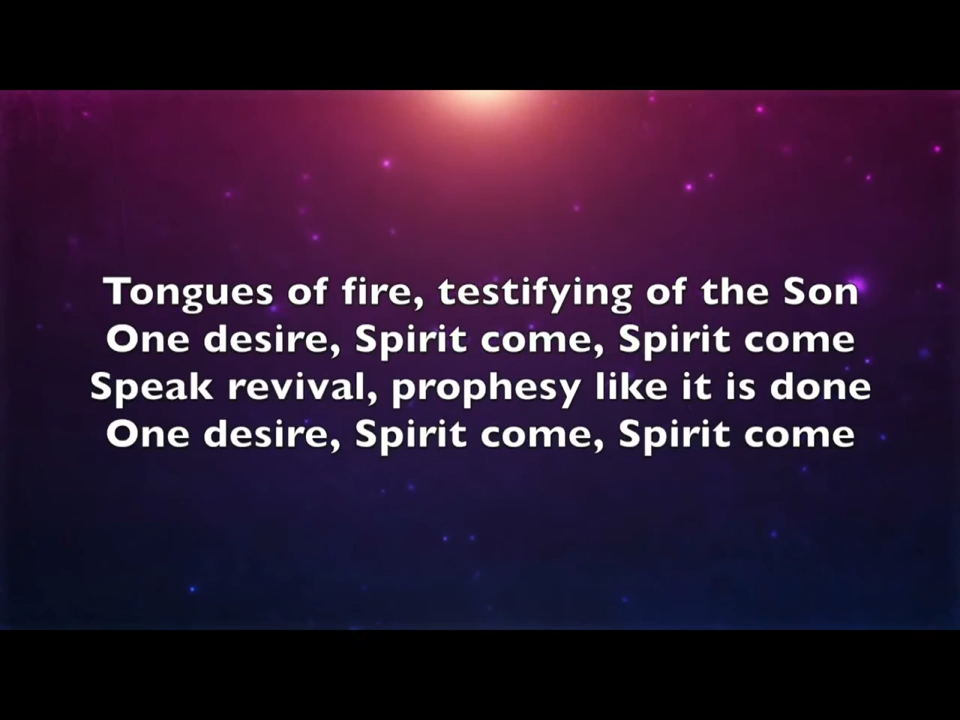 Tongues of fire, testifying of the Son
One desire, Spirit come, Spirit come
Speak revival, prophesy like it is done
One desire, Spirit come, Spirit come